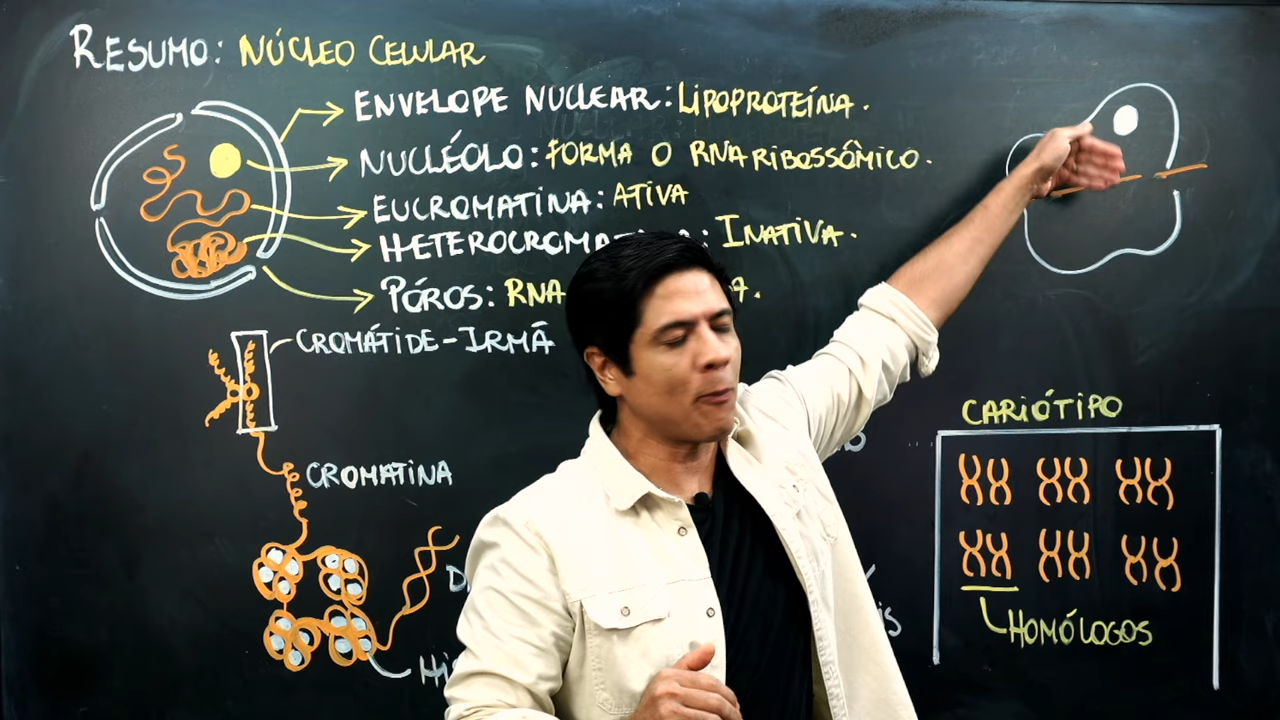 RESUMO: NÚCLEO CELULAR
ENVELOPE NUCLEAR: LIPOPROTEÍNA.
NUCLÉOLO: FORMA O RNA RIBOSSÔMICO.
EUCROMATINA: ATIVA
INATIVA.
PÓROS: RNA
CROMÁTIDE-IRMÃ
CROMATINA
CARIÓTIPO
HOMÓLOGOS